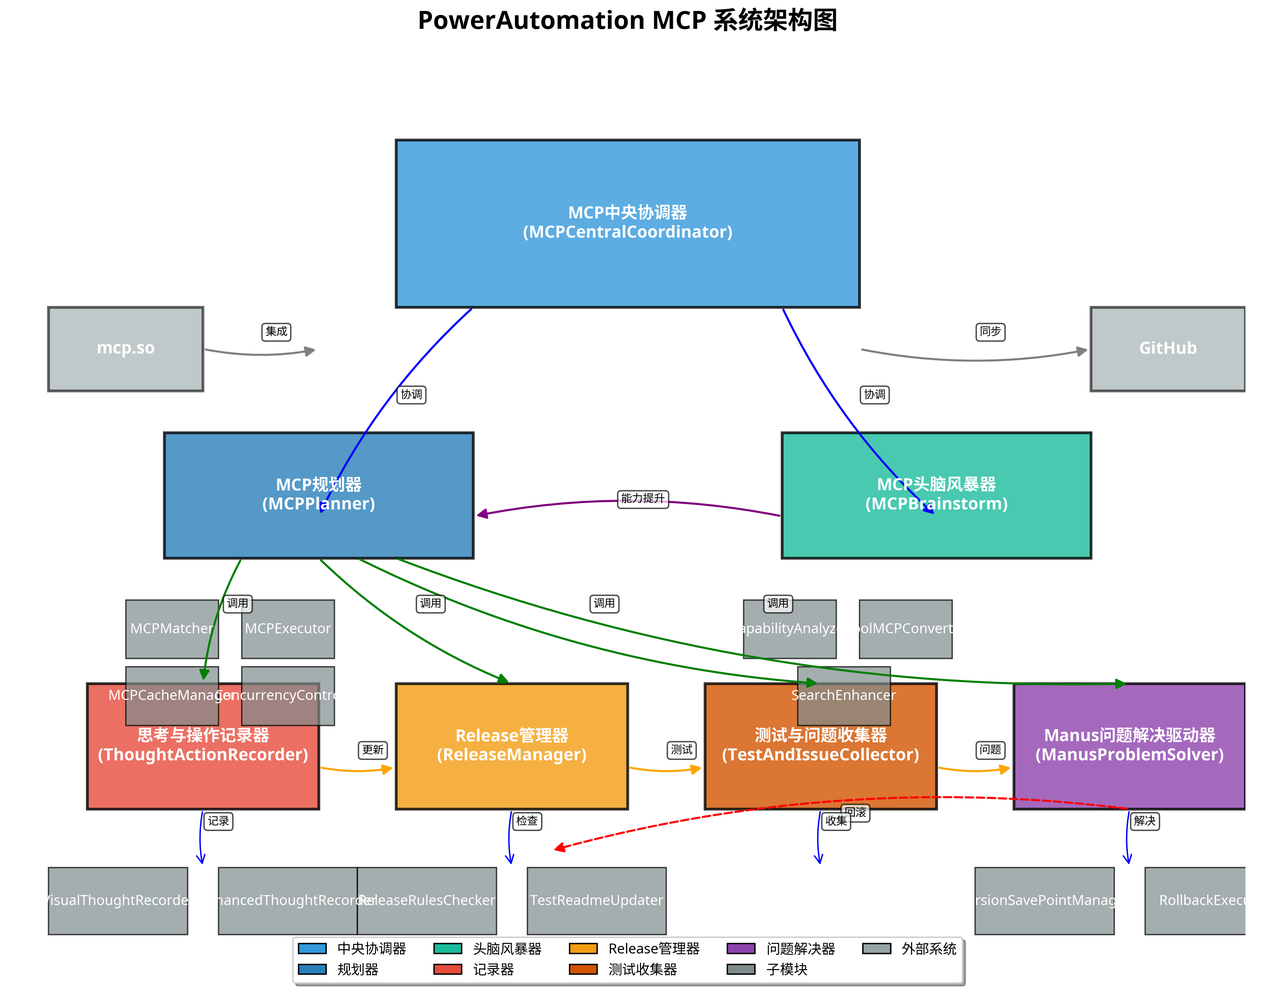 PowerAutomation MCP 系统架构图
MCP中央协调器
(MCPCentralCoordinator)
mcp.so
集成
同步
GitHub
协调
协调
MCP规划器
(MCPPlanner)
能力提升
MCP头脑风暴器
(MCPBrainstorm)
调用
调用
调用
调用
MCPMatcher
MCPExecutor
apabilityAnalyz
oolMCPConvert
MCPCacheManager
ConcurrencyContro
SearchEnhancer
思考与操作记录器
(ThoughtActionRecorder)
更新
Release管理器
(ReleaseManager)
测试
测试与问题收集器
(TestAndIssueCollector)
问题
Manus问题解决驱动器
(ManusProblemSolver)
记录
检查
收集
回滚
解决
VisualThoughtRecorde
hancedThoughtRecorder
ReleaseRulesChecker
TestReadmeUpdater
rsionSavePointManag
RollbackExecu
中央协调器
头脑风暴器
Release管理器
问题解决器
外部系统
规划器
记录器
测试收集器
子模块